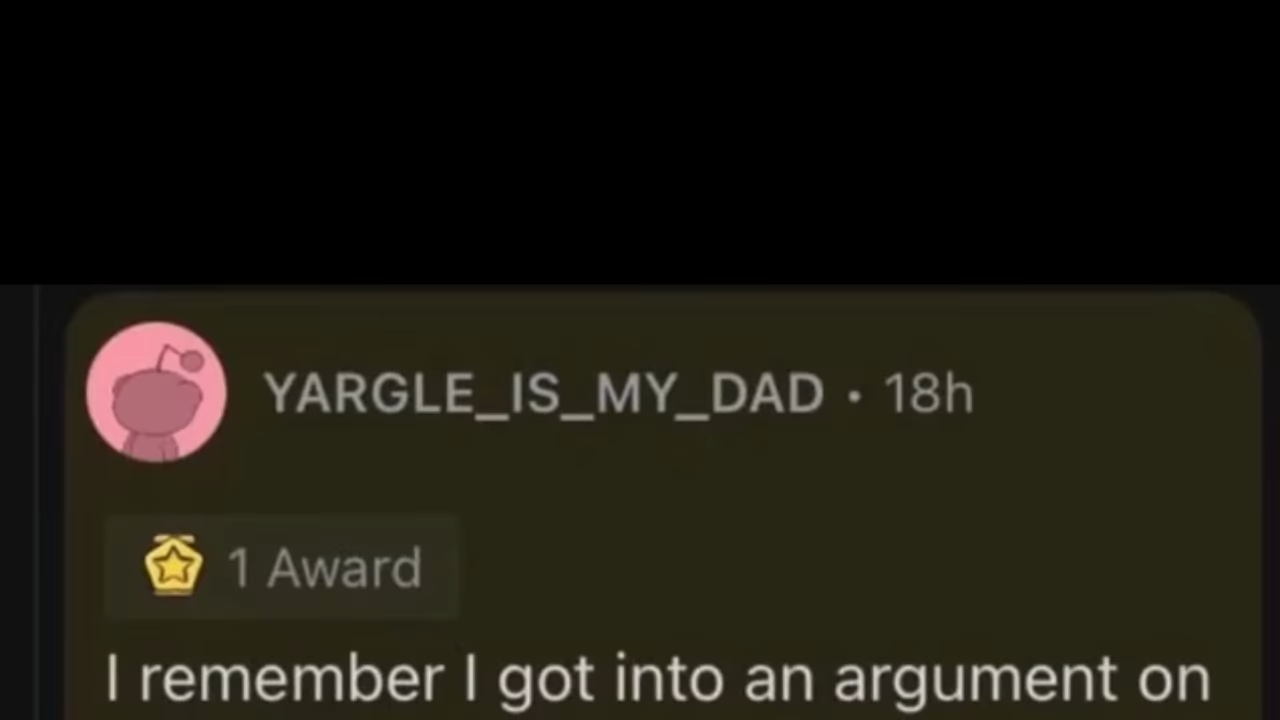 YARGLE_IS_MY_DAD • 18h
1 Award
I remember I got into an argument on